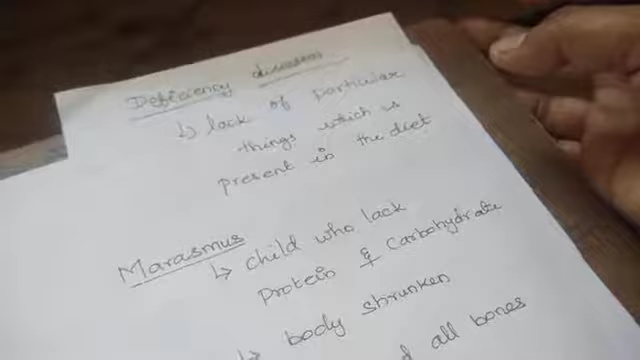 Deficiency diseases
↳ lack of particular
things which is
present in the diet
Marasmus
↳ child who lack
Protein & Carbohydrate
↳ body shrunken
all bones